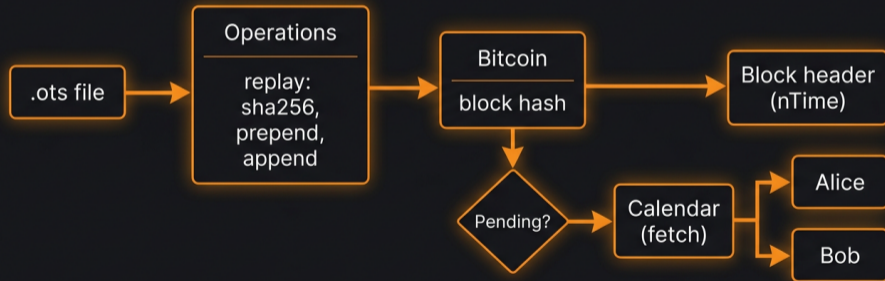 .ots file
Operations
replay:
sha256,
prepend,
append
Bitcoin
block hash
Block header
(nTime)
Pending?
Calendar
(fetch)
Alice
Bob